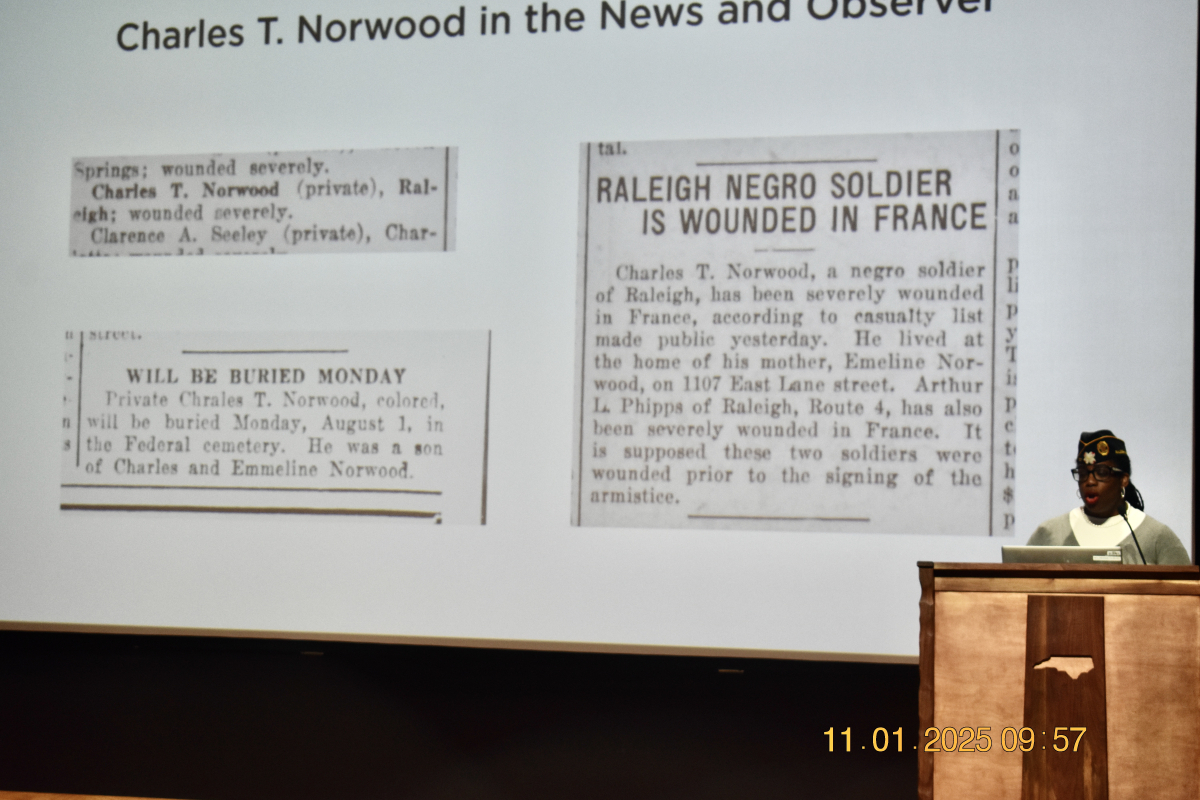 Charles T. Norwood in the News and Observer
Springs; wounded severely.
Charles T. Norwood (private), Ral-
eigh; wounded severely.
Clarence A. Seeley (private), Char-
street.
WILL BE BURIED MONDAY
Private Chrales T. Norwood, colored,
will be buried Monday, August 1, in
the Federal cemetery. He was a son
of Charles and Emmeline Norwood.
tal.
RALEIGH NEGRO SOLDIER
IS WOUNDED IN FRANCE
Charles T. Norwood, a negro soldier
of Raleigh, has been severely wounded
in France, according to casualty list
made public yesterday. He lived at
the home of his mother, Emeline Nor-
wood, on 1107 East Lane street. Arthur
L. Phipps of Raleigh, Route 4, has also
been severely wounded in France. It
is supposed these two soldiers were
wounded prior to the signing of the
armistice.
11.01.2025 09:57